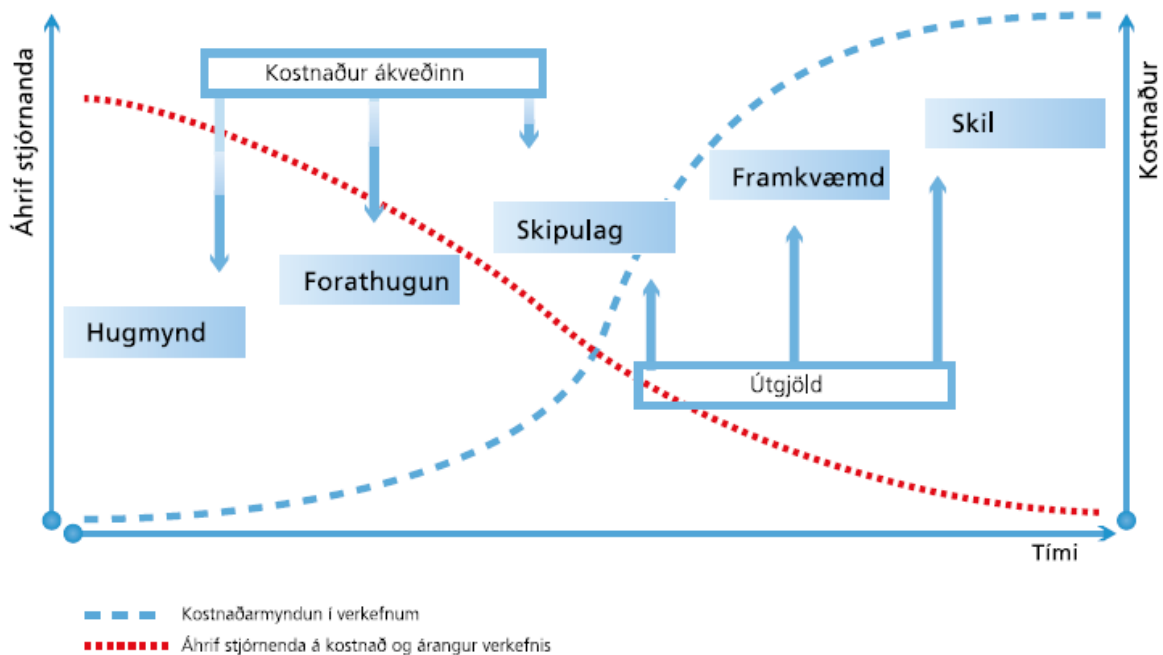 Áhrif stjórnanda
Kostnaður ákveðinn
Kostnaður
Skil
Framkvæmd
Skipulag
Forathugun
Hugmynd
Útgjöld
Tími
Kostnaðarmyndun í verkefnum
Áhrif stjórnenda á kostnað og árangur verkefnis